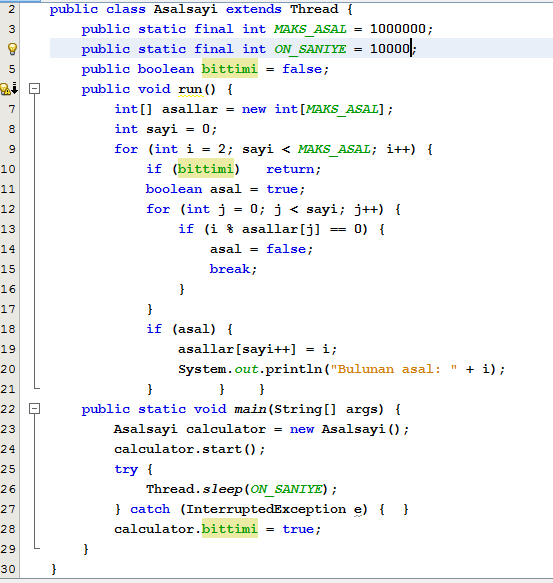 2 public class Asalsayi extends Thread {
3 public static final int MAKS_ASAL = 1000000;
public static final int ON_SANIYE = 10000;
5 public boolean bittimi = false;
public void run() {
7 int[] asallar = new int[MAKS_ASAL];
8 int sayi = 0;
9 for (int i = 2; sayi < MAKS_ASAL; i++) {
10 if (bittimi) return;
11 boolean asal = true;
12 for (int j = 0; j < sayi; j++) {
13 if (i % asallar[j] == 0) {
14 asal = false;
15 break;
16 }
17 }
18 if (asal) {
19 asallar[sayi++] = i;
20 System.out.println("Bulunan asal: " + i);
21 } } }
22 public static void main(String[] args) {
23 Asalsayi calculator = new Asalsayi();
24 calculator.start();
25 try {
26 Thread.sleep(ON_SANIYE);
27 } catch (InterruptedException e) { }
28 calculator.bittimi = true;
29 }
30 }